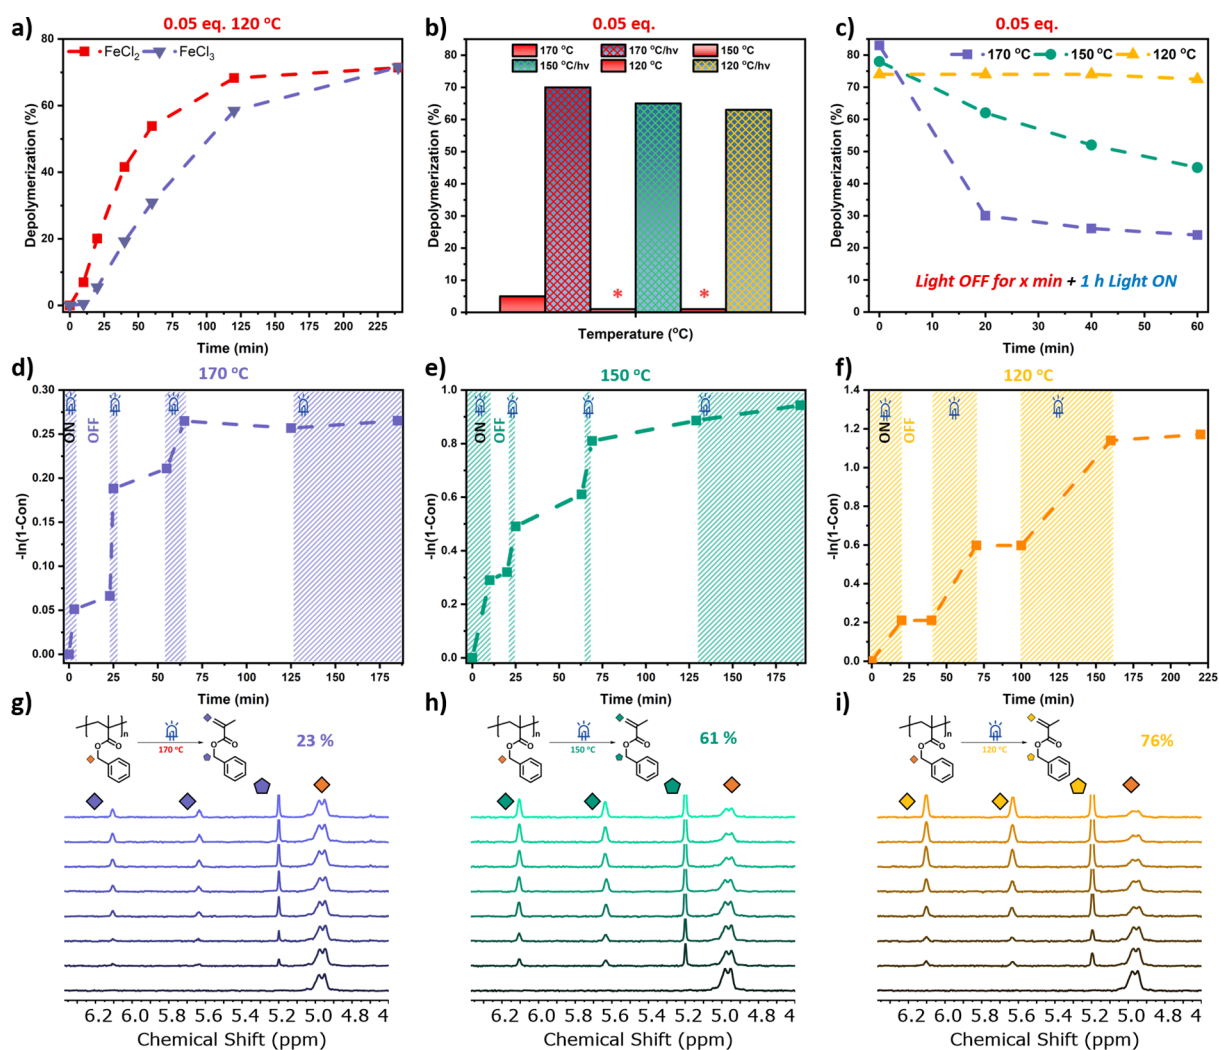 a)
0.05 eq. 120 °C
FeCl2
FeCl3
Depolymerization (%)
80
60
40
20
0
0 25 50 75 100 125 150 175 200 225
Time (min)
b)
0.05 eq.
170 °C
170 °C/hv
150 °C
150 °C/hv
120 °C
120 °C/hv
Depolymerization (%)
85
80
75
70
65
60
55
50
45
40
35
30
25
20
15
10
5
0
* *
Temperature (°C)
c)
0.05 eq.
170 °C
150 °C
120 °C
Depolymerization (%)
80
70
60
50
40
30
20
10
0
Light OFF for x min + 1 h Light ON
0 10 20 30 40 50 60
Time (min)
d)
170 °C
ON
OFF
-ln(1-Con)
0.30
0.25
0.20
0.15
0.10
0.05
0.00
0 25 50 75 100 125 150 175
Time (min)
e)
150 °C
ON
OFF
-ln(1-Con)
1.0
0.8
0.6
0.4
0.2
0.0
0 25 50 75 100 125 150 175
Time (min)
f)
120 °C
ON
OFF
-ln(1-Con)
1.4
1.2
1.0
0.8
0.6
0.4
0.2
0.0
0 25 50 75 100 125 150 175 200 225
Time (min)
g)
n
O
O
170 °C
O
O
23 %
6.2 6.0 5.8 5.6 5.4 5.2 5.0 4.8 4
Chemical Shift (ppm)
h)
n
O
O
150 °C
O
O
61 %
6.2 6.0 5.8 5.6 5.4 5.2 5.0 4.8 4
Chemical Shift (ppm)
i)
n
O
O
120 °C
O
O
76%
6.2 6.0 5.8 5.6 5.4 5.2 5.0 4.8 4.6
Chemical Shift (ppm)